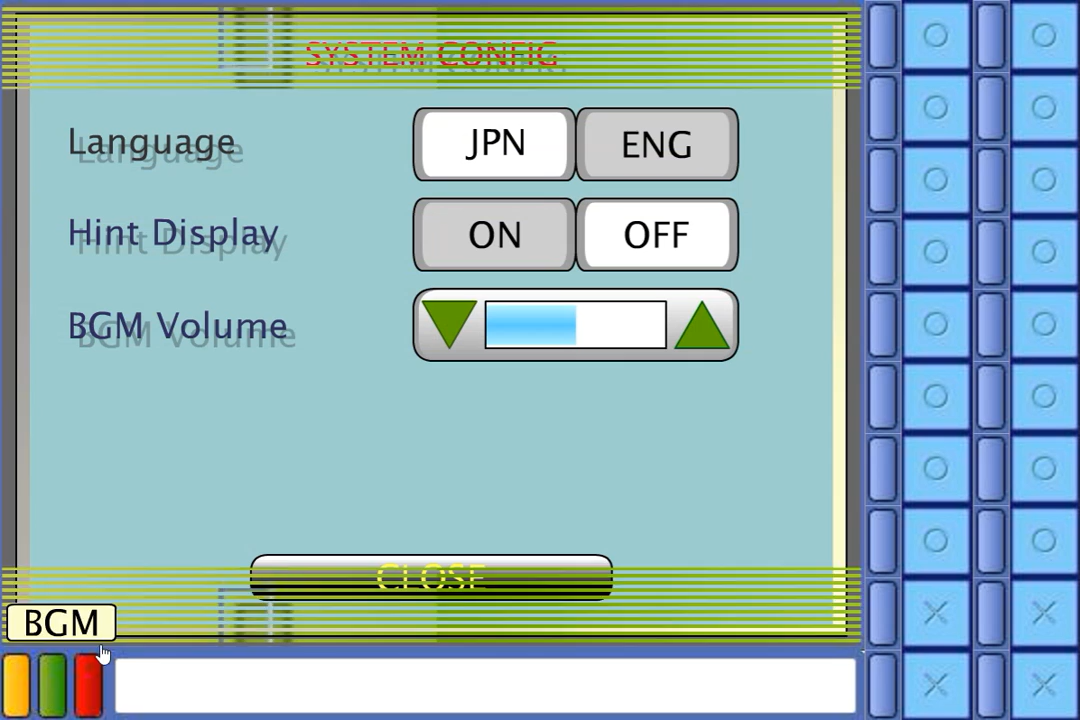 SYSTEM CONFIG
Language JPN ENG
Hint Display ON OFF
BGM Volume
CLOSE
BGM